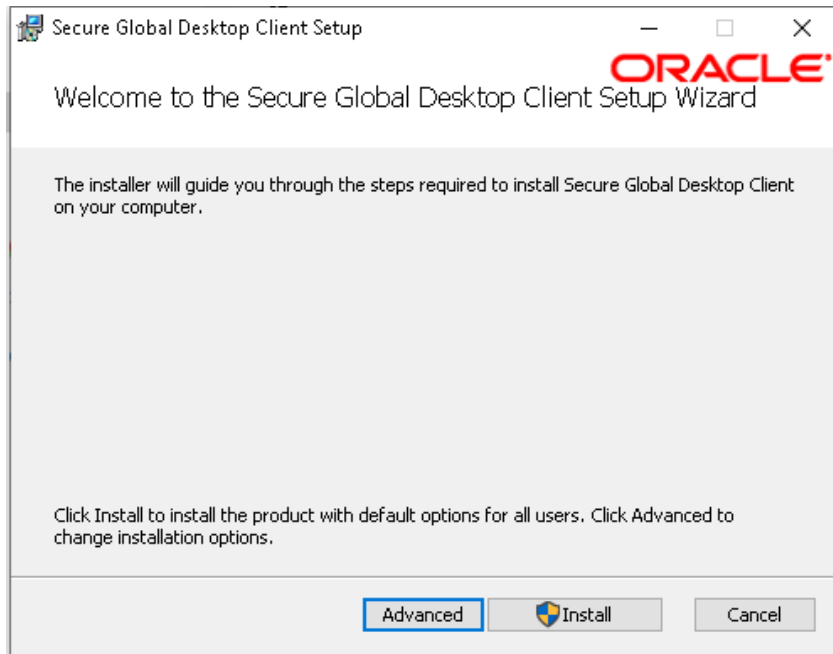 Secure Global Desktop Client Setup
ORACLE
Welcome to the Secure Global Desktop Client Setup Wizard
The installer will guide you through the steps required to install Secure Global Desktop Client
on your computer.
Click Install to install the product with default options for all users. Click Advanced to
change installation options.
Advanced Install Cancel